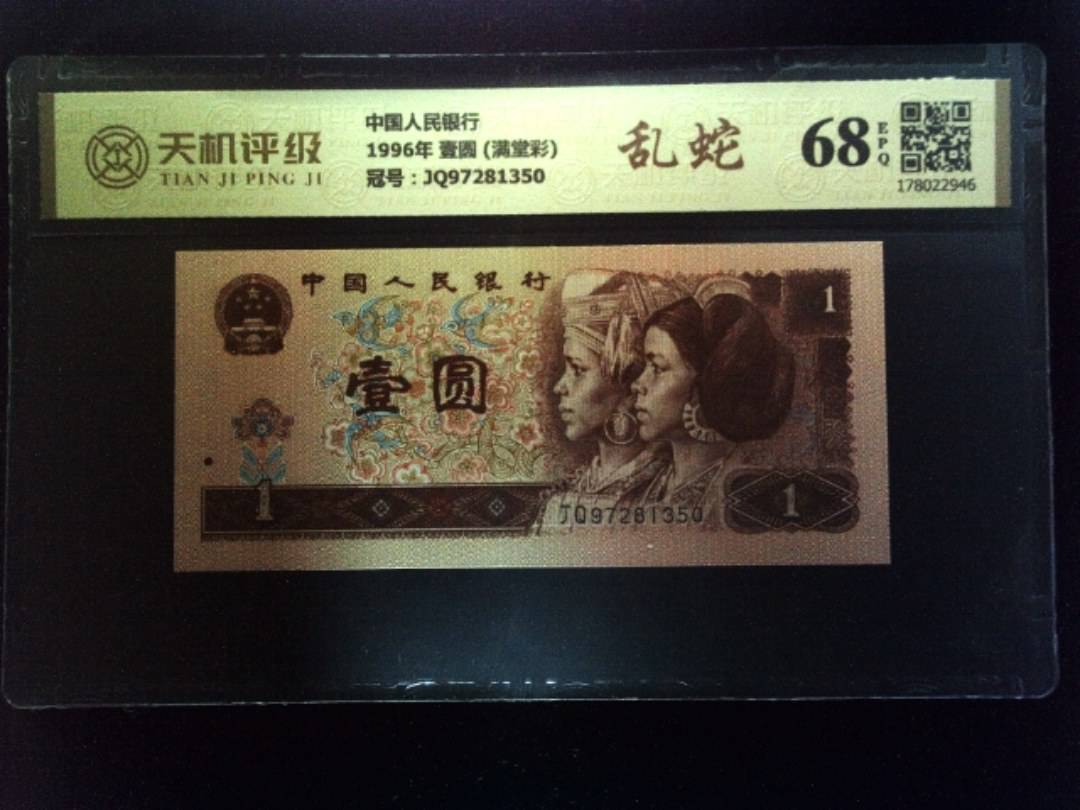 天机评级
TIAN JI PING JI
中国人民银行
1996年 壹圆 (满堂彩)
冠号：JQ97281350
乱蛇
68
EPQ
178022946
中国人民银行
1
壹圆
1
JQ97281350
1